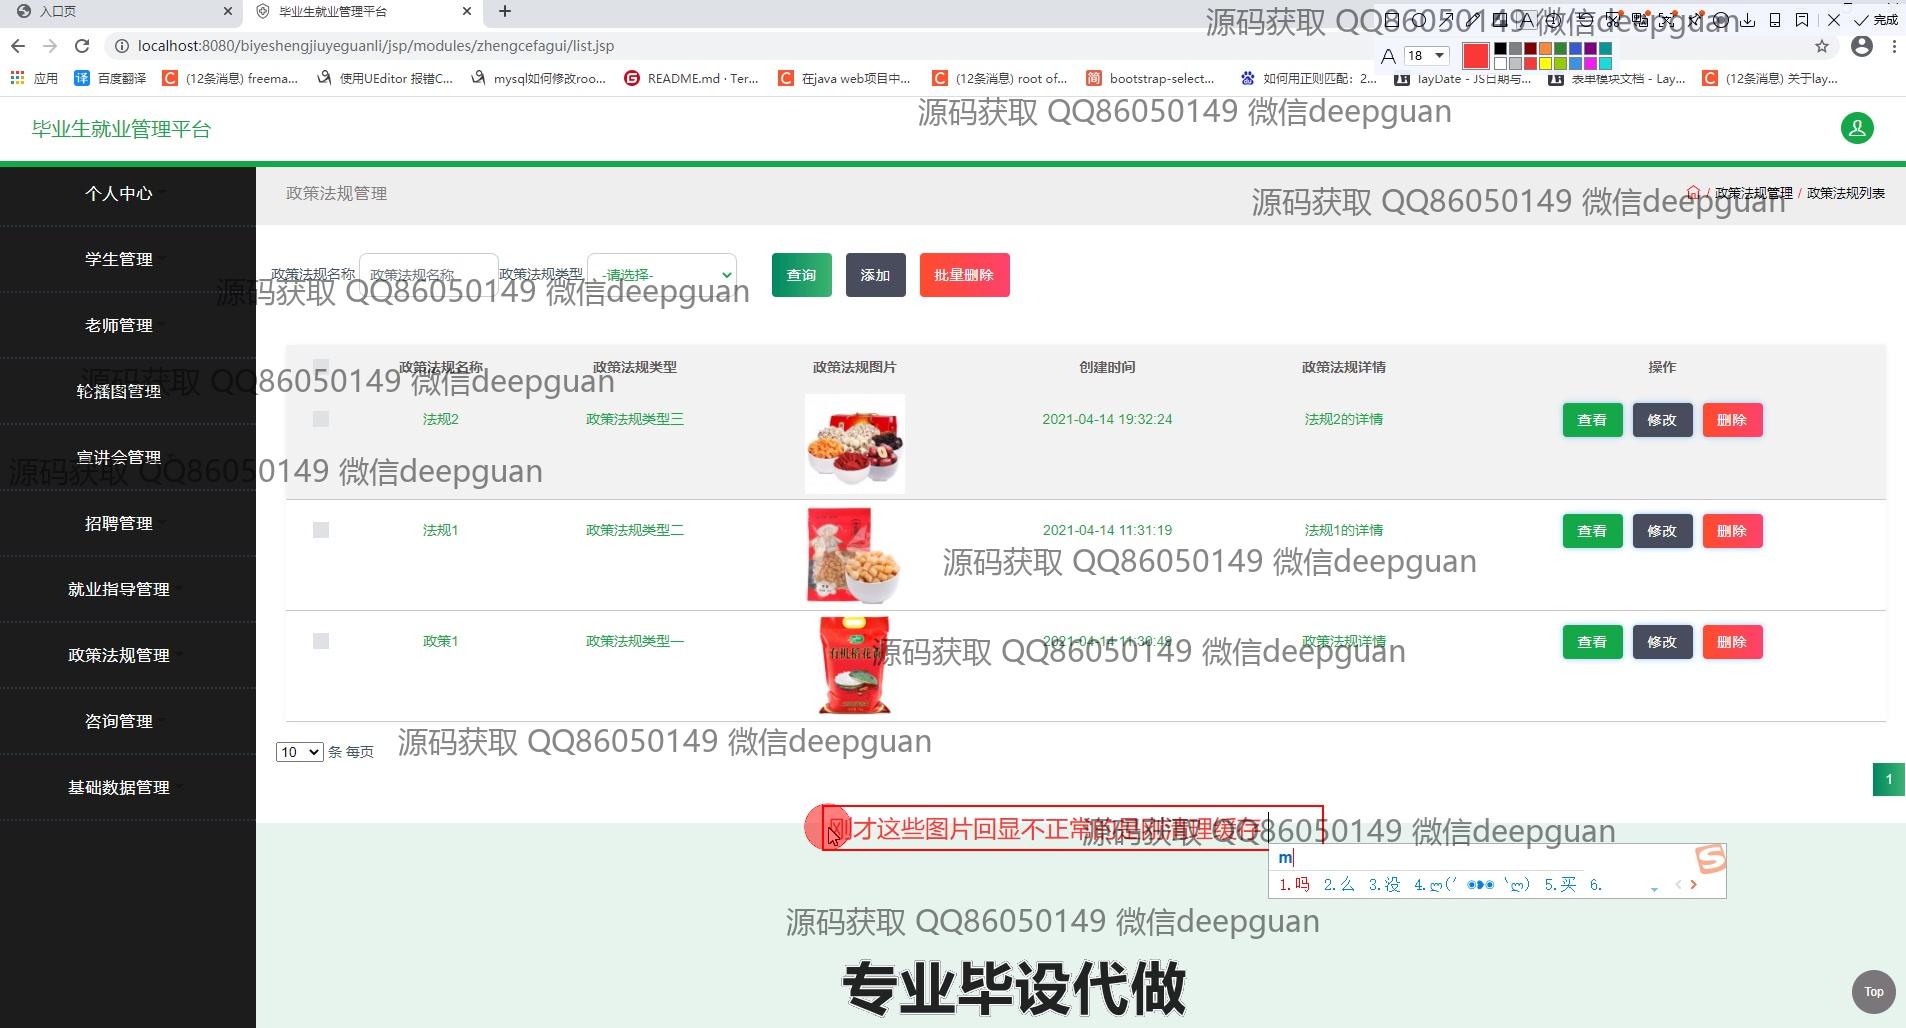 入口页
毕业生就业管理平台
localhost:8080/biyeshengjiuyeguanli/jsp/modules/zhengcefagui/list.jsp
18
完成
应用
百度翻译
(12条消息) freema...
使用UEditor 报错C...
mysql如何修改roo...
README.md · Ter...
在java web项目中...
(12条消息) root of...
bootstrap-select...
如何用正则匹配：2...
layDate - JS日期与...
表单模块文档 - Lay...
(12条消息) 关于lay...
源码获取 QQ86050149 微信deepguan
源码获取 QQ86050149 微信deepguan
毕业生就业管理平台
个人中心
政策法规管理
/ 政策法规管理 / 政策法规列表
源码获取 QQ86050149 微信deepguan
学生管理
政策法规名称
政策法规名称
政策法规类型
-请选择-
查询
添加
批量删除
源码获取 QQ86050149 微信deepguan
老师管理
政策法规名称
政策法规类型
政策法规图片
创建时间
政策法规详情
操作
源码获取 QQ86050149 微信deepguan
轮播图管理
法规2
政策法规类型三
2021-04-14 19:32:24
法规2的详情
查看
修改
删除
宣讲会管理
源码获取 QQ86050149 微信deepguan
招聘管理
法规1
政策法规类型二
2021-04-14 11:31:19
法规1的详情
查看
修改
删除
源码获取 QQ86050149 微信deepguan
就业指导管理
政策1
政策法规类型一
2021-04-14 11:30:49
政策法规详情
查看
修改
删除
源码获取 QQ86050149 微信deepguan
政策法规管理
咨询管理
10
条 每页
源码获取 QQ86050149 微信deepguan
1
基础数据管理
刚才这些图片回显不正常的是刚清理缓存
源码获取 QQ86050149 微信deepguan
m
1.吗 2.么 3.没 5.买 6.
源码获取 QQ86050149 微信deepguan
专业毕设代做
Top